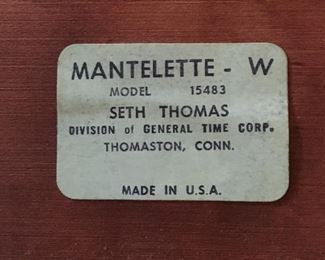 MANTELETTE - W
MODEL 15483
SETH THOMAS
DIVISION of GENERAL TIME CORP.
THOMASTON, CONN.
MADE IN U.S.A.